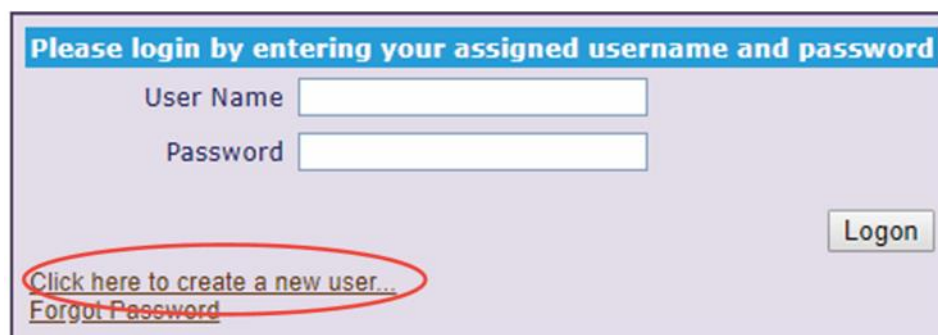 Please login by entering your assigned username and password
User Name
Password
Logon
Click here to create a new user...
Forgot Password